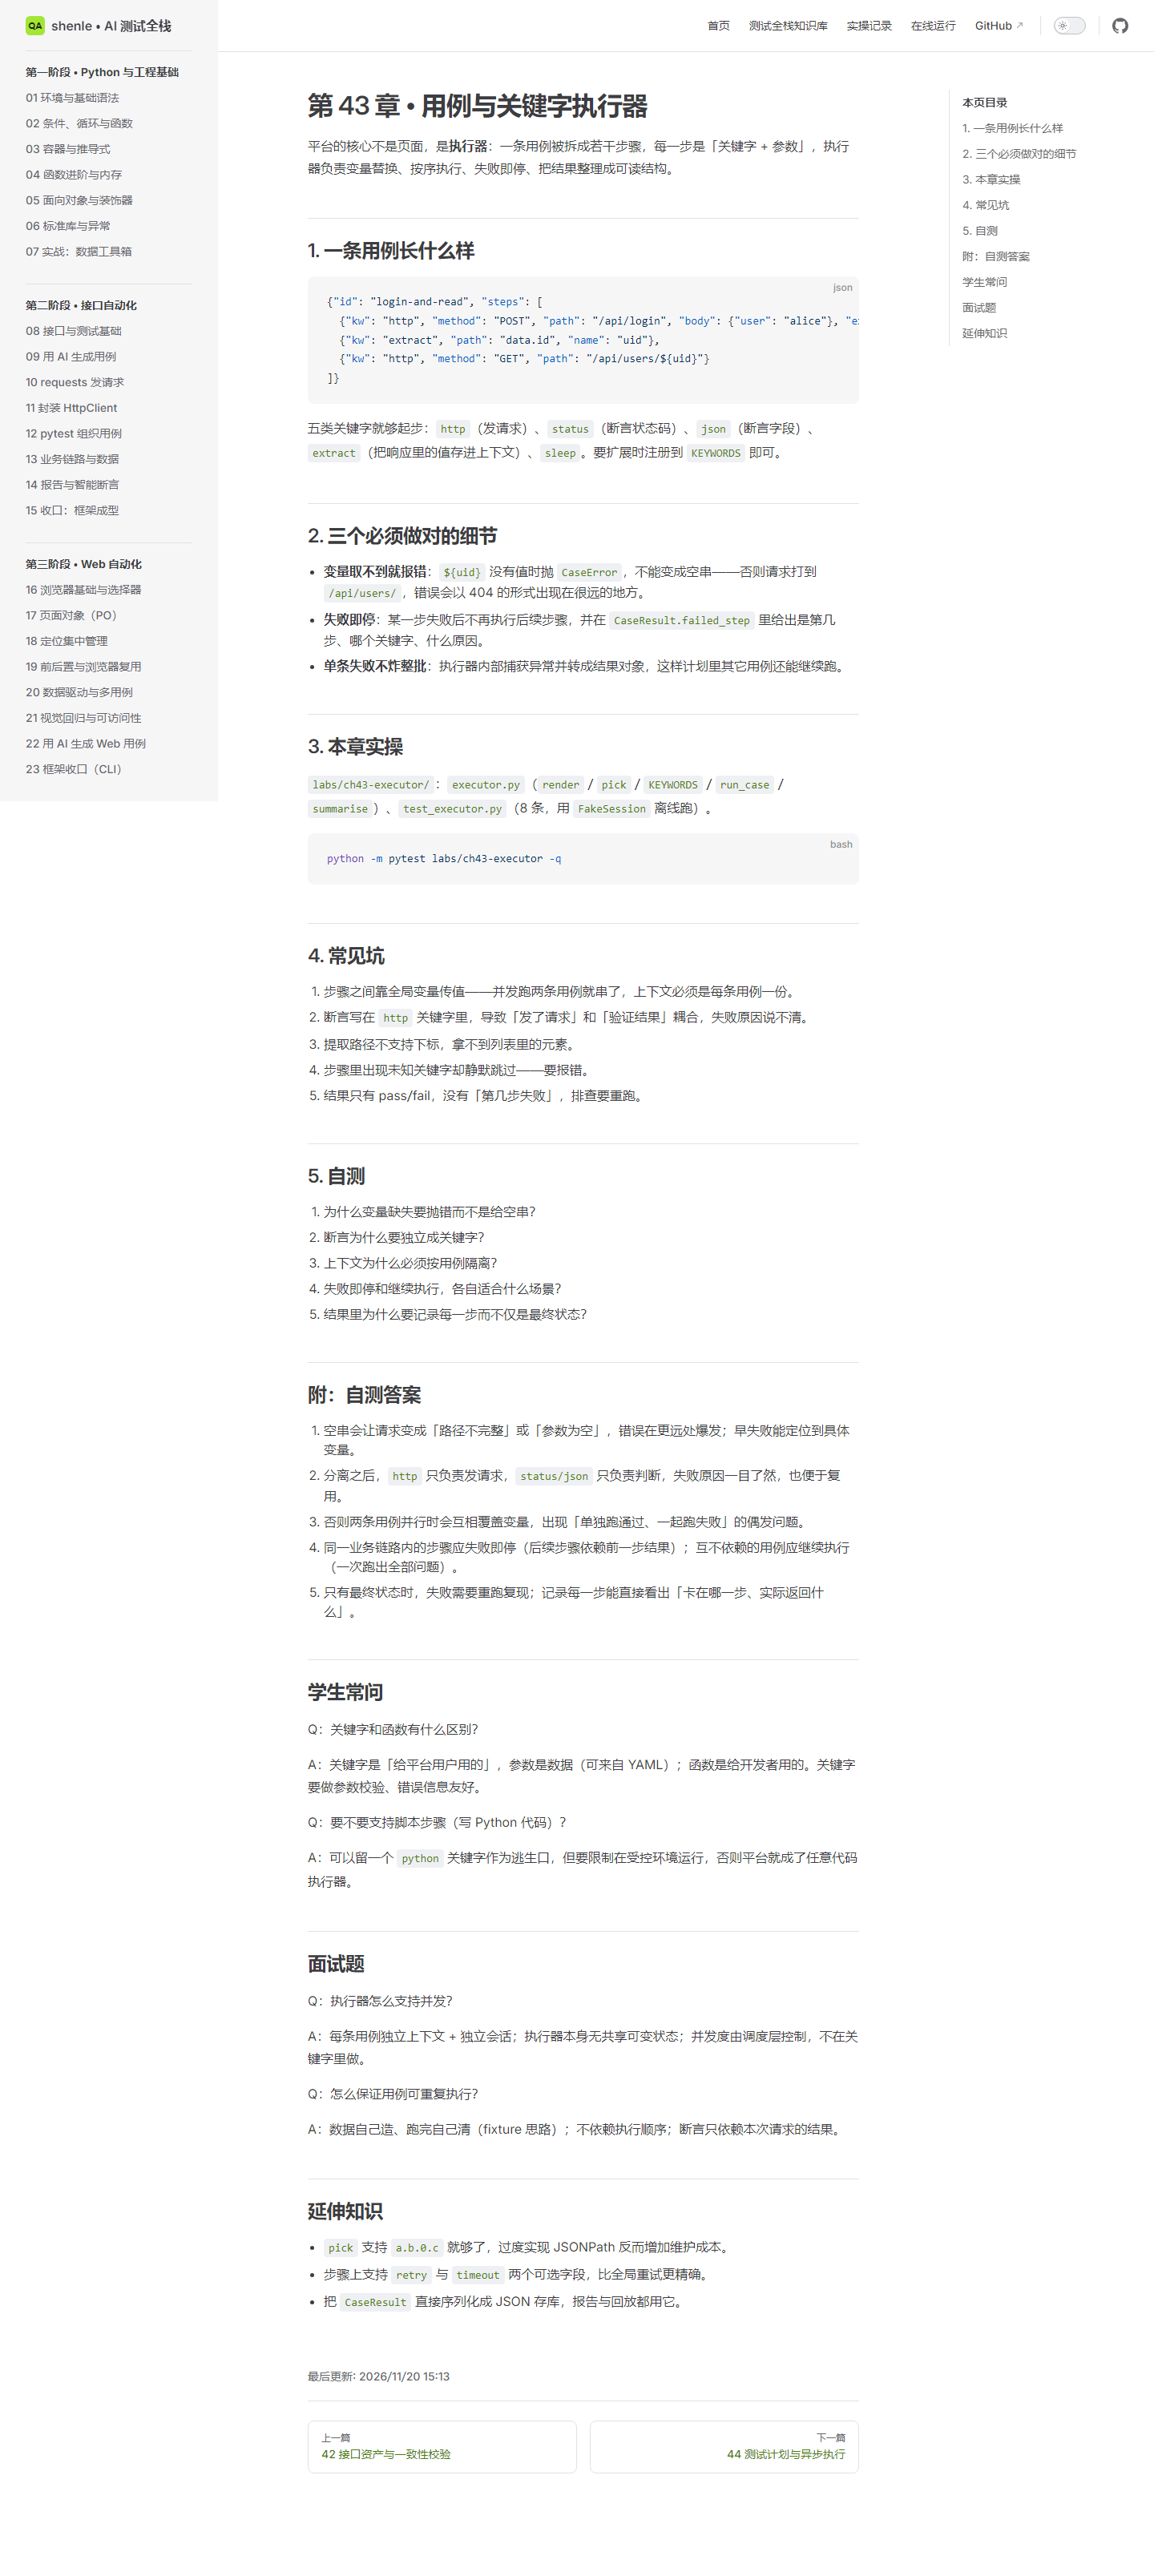 QA shenle • AI 测试全栈
首页 测试全栈知识库 实操记录 在线运行 GitHub
第一阶段 • Python 与工程基础
01 环境与基础语法
02 条件、循环与函数
03 容器与推导式
04 函数进阶与内存
05 面向对象与装饰器
06 标准库与异常
07 实战：数据工具箱
第二阶段 • 接口自动化
08 接口与测试基础
09 用 AI 生成用例
10 requests 发请求
11 封装 HttpClient
12 pytest 组织用例
13 业务链路与数据
14 报告与智能断言
15 收口：框架成型
第三阶段 • Web 自动化
16 浏览器基础与选择器
17 页面对象（PO）
18 定位集中管理
19 前后置与浏览器复用
20 数据驱动与多用例
21 视觉回归与可访问性
22 用 AI 生成 Web 用例
23 框架收口（CLI）
第 43 章 • 用例与关键字执行器
平台的核心不是页面，是执行器：一条用例被拆成若干步骤，每一步是「关键字 + 参数」，执行
器负责变量替换、按序执行、失败即停、把结果整理成可读结构。
1. 一条用例长什么样
json
{"id": "login-and-read", "steps": [
{"kw": "http", "method": "POST", "path": "/api/login", "body": {"user": "alice"}, "e
{"kw": "extract", "path": "data.id", "name": "uid"},
{"kw": "http", "method": "GET", "path": "/api/users/${uid}"}
]}
五类关键字就够起步：http（发请求）、status（断言状态码）、json（断言字段）、
extract（把响应里的值存进上下文）、sleep。要扩展时注册到 KEYWORDS 即可。
2. 三个必须做对的细节
• 变量取不到就报错：${uid} 没有值时抛 CaseError，不能变成空串——否则请求打到
/api/users/，错误会以 404 的形式出现在很远的地方。
• 失败即停：某一步失败后不再执行后续步骤，并在 CaseResult.failed_step 里给出是第几
步、哪个关键字、什么原因。
• 单条失败不炸整批：执行器内部捕获异常并转成结果对象，这样计划里其它用例还能继续跑。
3. 本章实操
labs/ch43-executor/：executor.py（render / pick / KEYWORDS / run_case /
summarise）、test_executor.py（8 条，用 FakeSession 离线跑）。
bash
python -m pytest labs/ch43-executor -q
4. 常见坑
1. 步骤之间靠全局变量传值——并发跑两条用例就串了，上下文必须是每条用例一份。
2. 断言写在 http 关键字里，导致「发了请求」和「验证结果」耦合，失败原因说不清。
3. 提取路径不支持下标，拿不到列表里的元素。
4. 步骤里出现未知关键字却静默跳过——要报错。
5. 结果只有 pass/fail，没有「第几步失败」，排查要重跑。
5. 自测
1. 为什么变量缺失要抛错而不是给空串？
2. 断言为什么要独立成关键字？
3. 上下文为什么必须按用例隔离？
4. 失败即停和继续执行，各自适合什么场景？
5. 结果里为什么要记录每一步而不仅是最终状态？
附：自测答案
1. 空串会让请求变成「路径不完整」或「参数为空」，错误在更远处爆发；早失败能定位到具体
变量。
2. 分离之后，http 只负责发请求，status/json 只负责判断，失败原因一目了然，也便于复
用。
3. 否则两条用例并行时会互相覆盖变量，出现「单独跑通过、一起跑失败」的偶发问题。
4. 同一业务链路内的步骤应失败即停（后续步骤依赖前一步结果）；互不依赖的用例应继续执行
（一次跑出全部问题）。
5. 只有最终状态时，失败需要重跑复现；记录每一步能直接看出「卡在哪一步、实际返回什
么」。
学生常问
Q：关键字和函数有什么区别？
A：关键字是「给平台用户用的」，参数是数据（可来自 YAML）；函数是给开发者用的。关键字
要做参数校验、错误信息友好。
Q：要不要支持脚本步骤（写 Python 代码）？
A：可以留一个 python 关键字作为逃生口，但要限制在受控环境运行，否则平台就成了任意代码
执行器。
面试题
Q：执行器怎么支持并发？
A：每条用例独立上下文 + 独立会话；执行器本身无共享可变状态；并发度由调度层控制，不在关
键字里做。
Q：怎么保证用例可重复执行？
A：数据自己造、跑完自己清（fixture 思路）；不依赖执行顺序；断言只依赖本次请求的结果。
延伸知识
• pick 支持 a.b.0.c 就够了，过度实现 JSONPath 反而增加维护成本。
• 步骤上支持 retry 与 timeout 两个可选字段，比全局重试更精确。
• 把 CaseResult 直接序列化成 JSON 存库，报告与回放都用它。
最后更新: 2026/11/20 15:13
上一篇
42 接口资产与一致性校验
下一篇
44 测试计划与异步执行
本页目录
1. 一条用例长什么样
2. 三个必须做对的细节
3. 本章实操
4. 常见坑
5. 自测
附：自测答案
学生常问
面试题
延伸知识